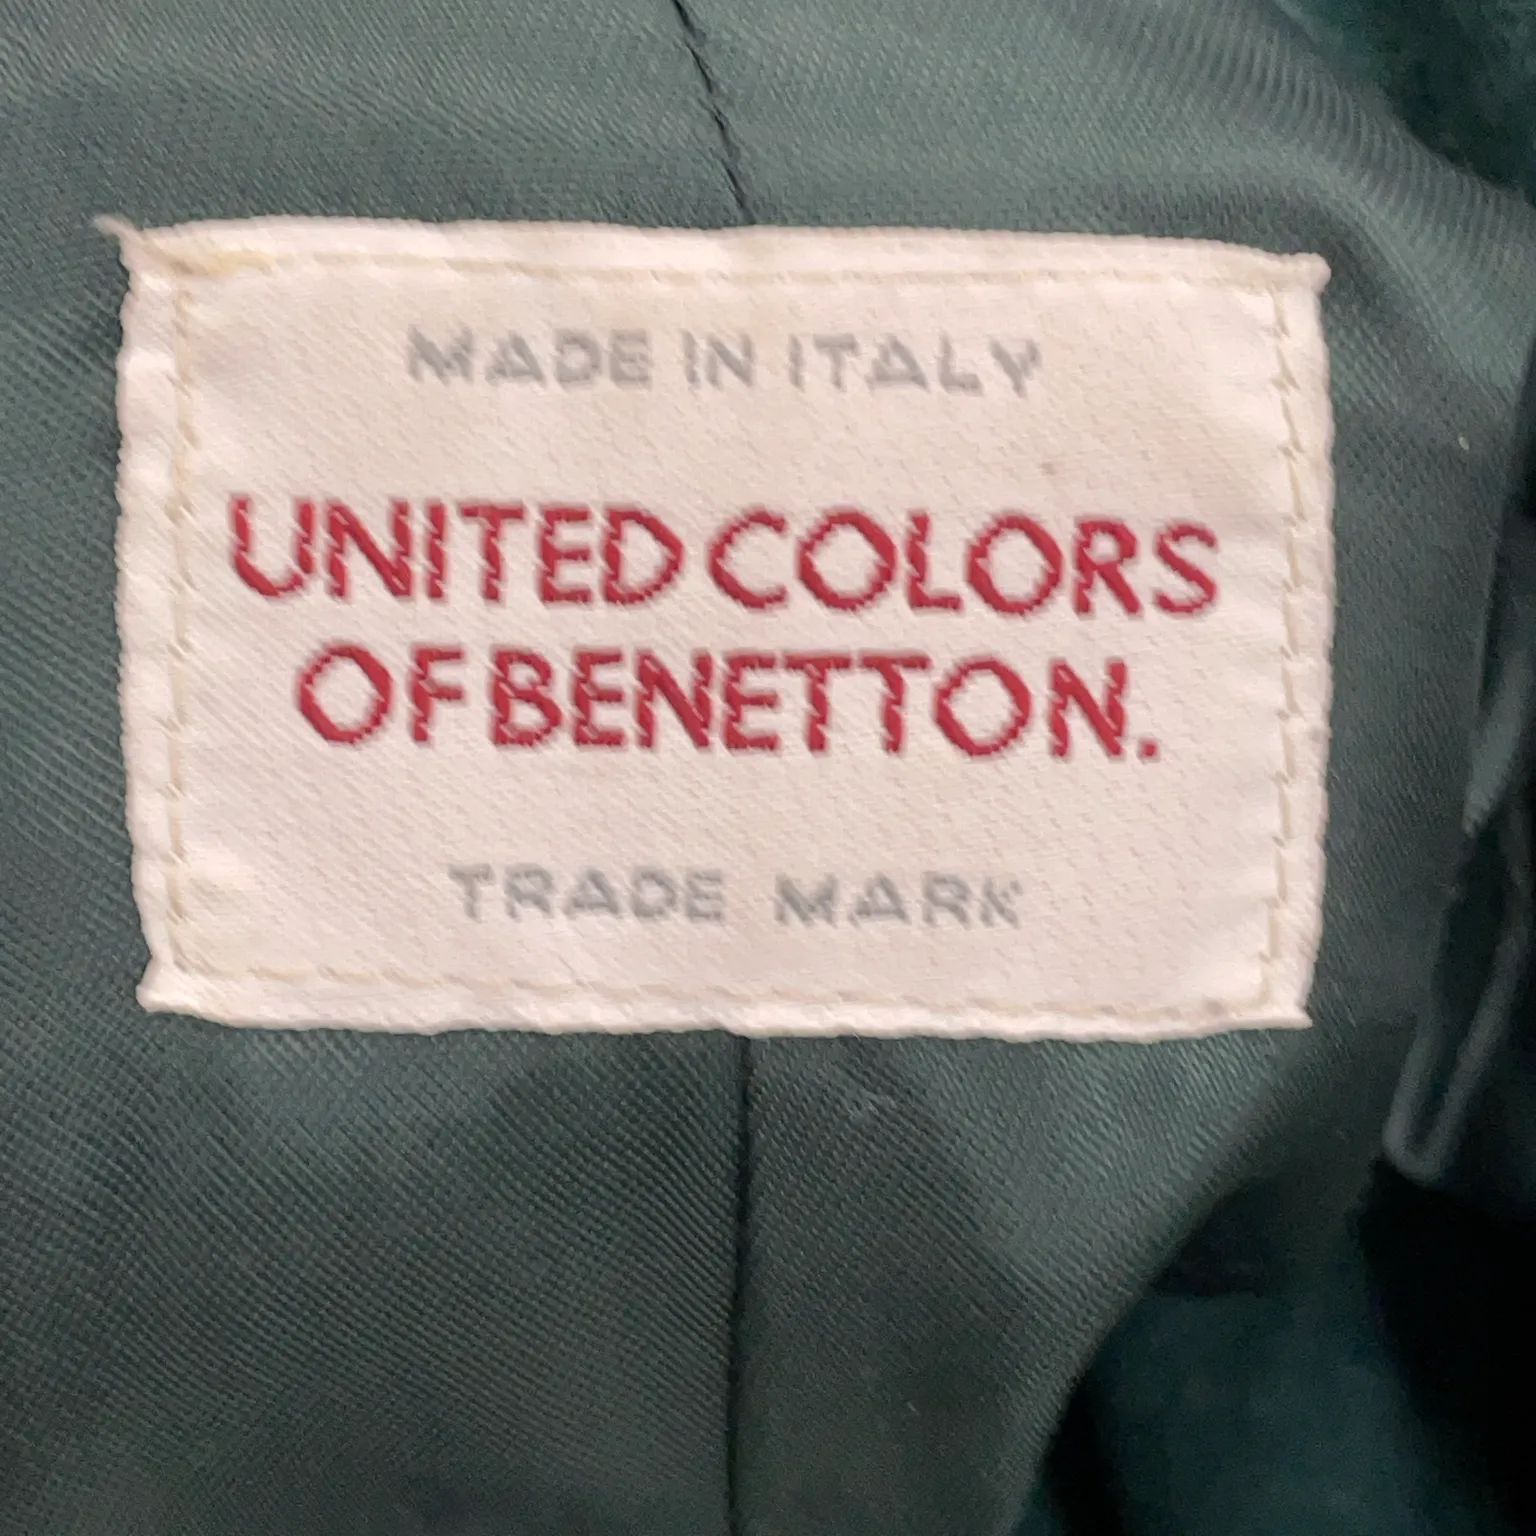 MADE IN ITALY
UNITED COLORS
OF BENETTON.
TRADE MARK